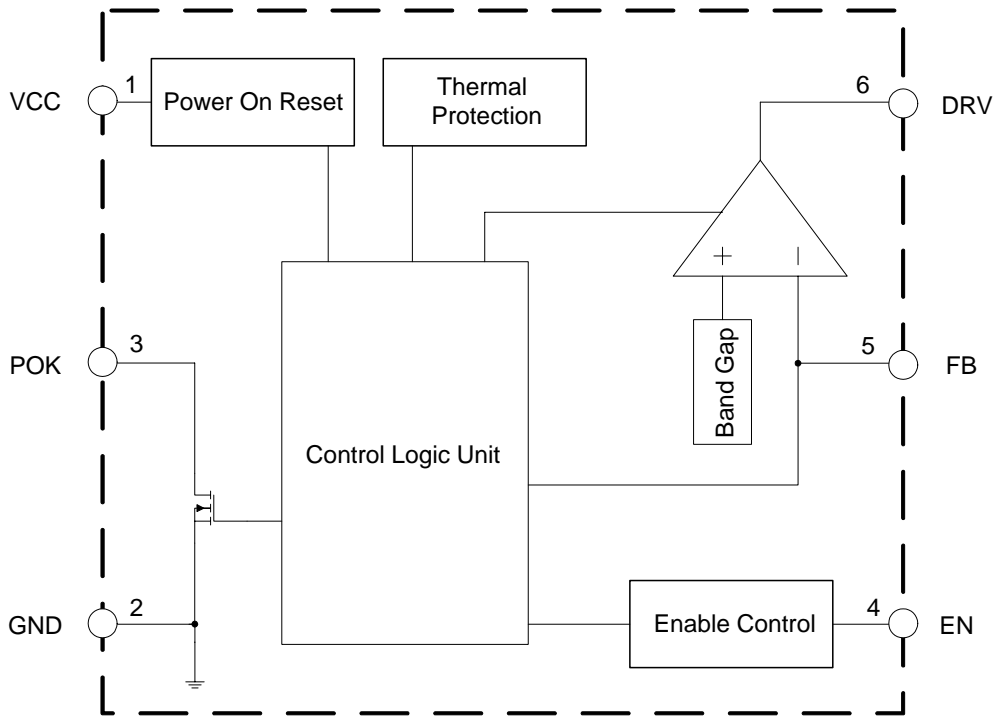 VCC
1
Power On Reset
Thermal
Protection
6
DRV
+
−
POK
3
Band Gap
5
FB
Control Logic Unit
GND
2
Enable Control
4
EN